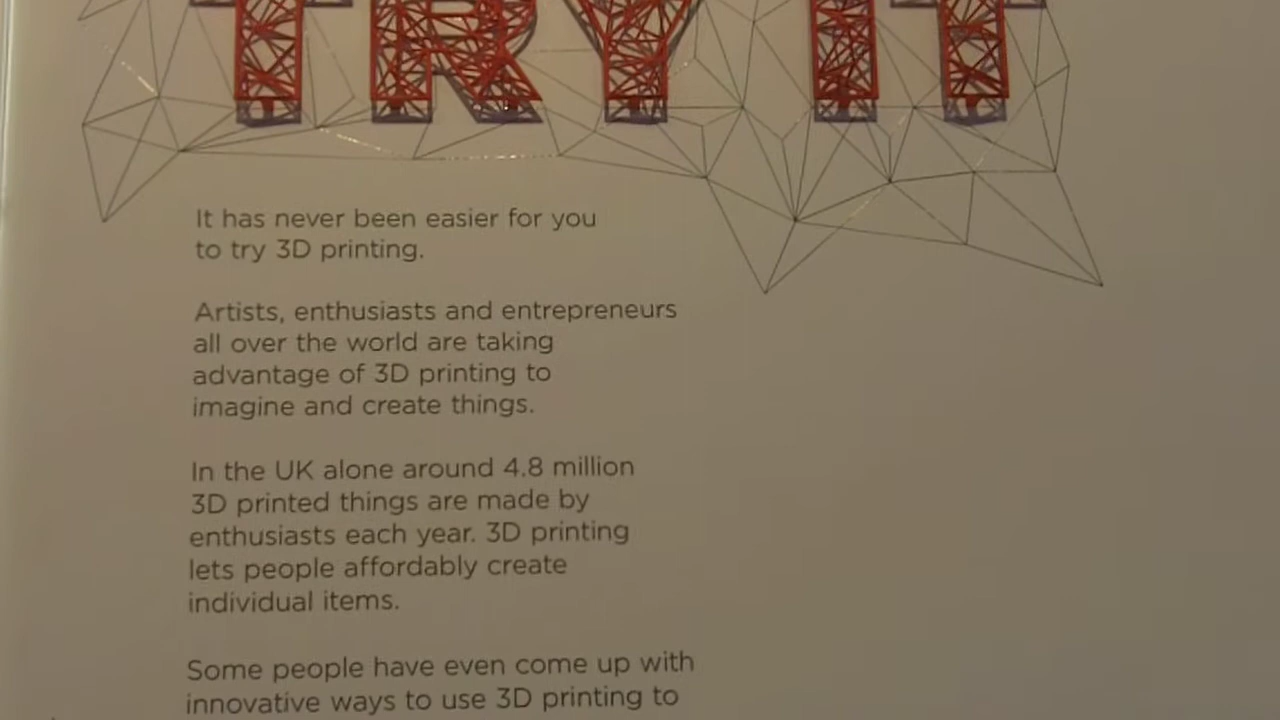 TRY IT
It has never been easier for you
to try 3D printing.
Artists, enthusiasts and entrepreneurs
all over the world are taking
advantage of 3D printing to
imagine and create things.
In the UK alone around 4.8 million
3D printed things are made by
enthusiasts each year. 3D printing
lets people affordably create
individual items.
Some people have even come up with
innovative ways to use 3D printing to